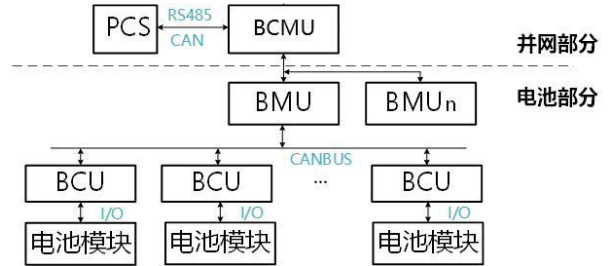 PCS
RS485
CAN
BCMU
并网部分
BMU
BMUn
电池部分
CANBUS
BCU
BCU
...
BCU
I/O
I/O
I/O
电池模块
电池模块
电池模块